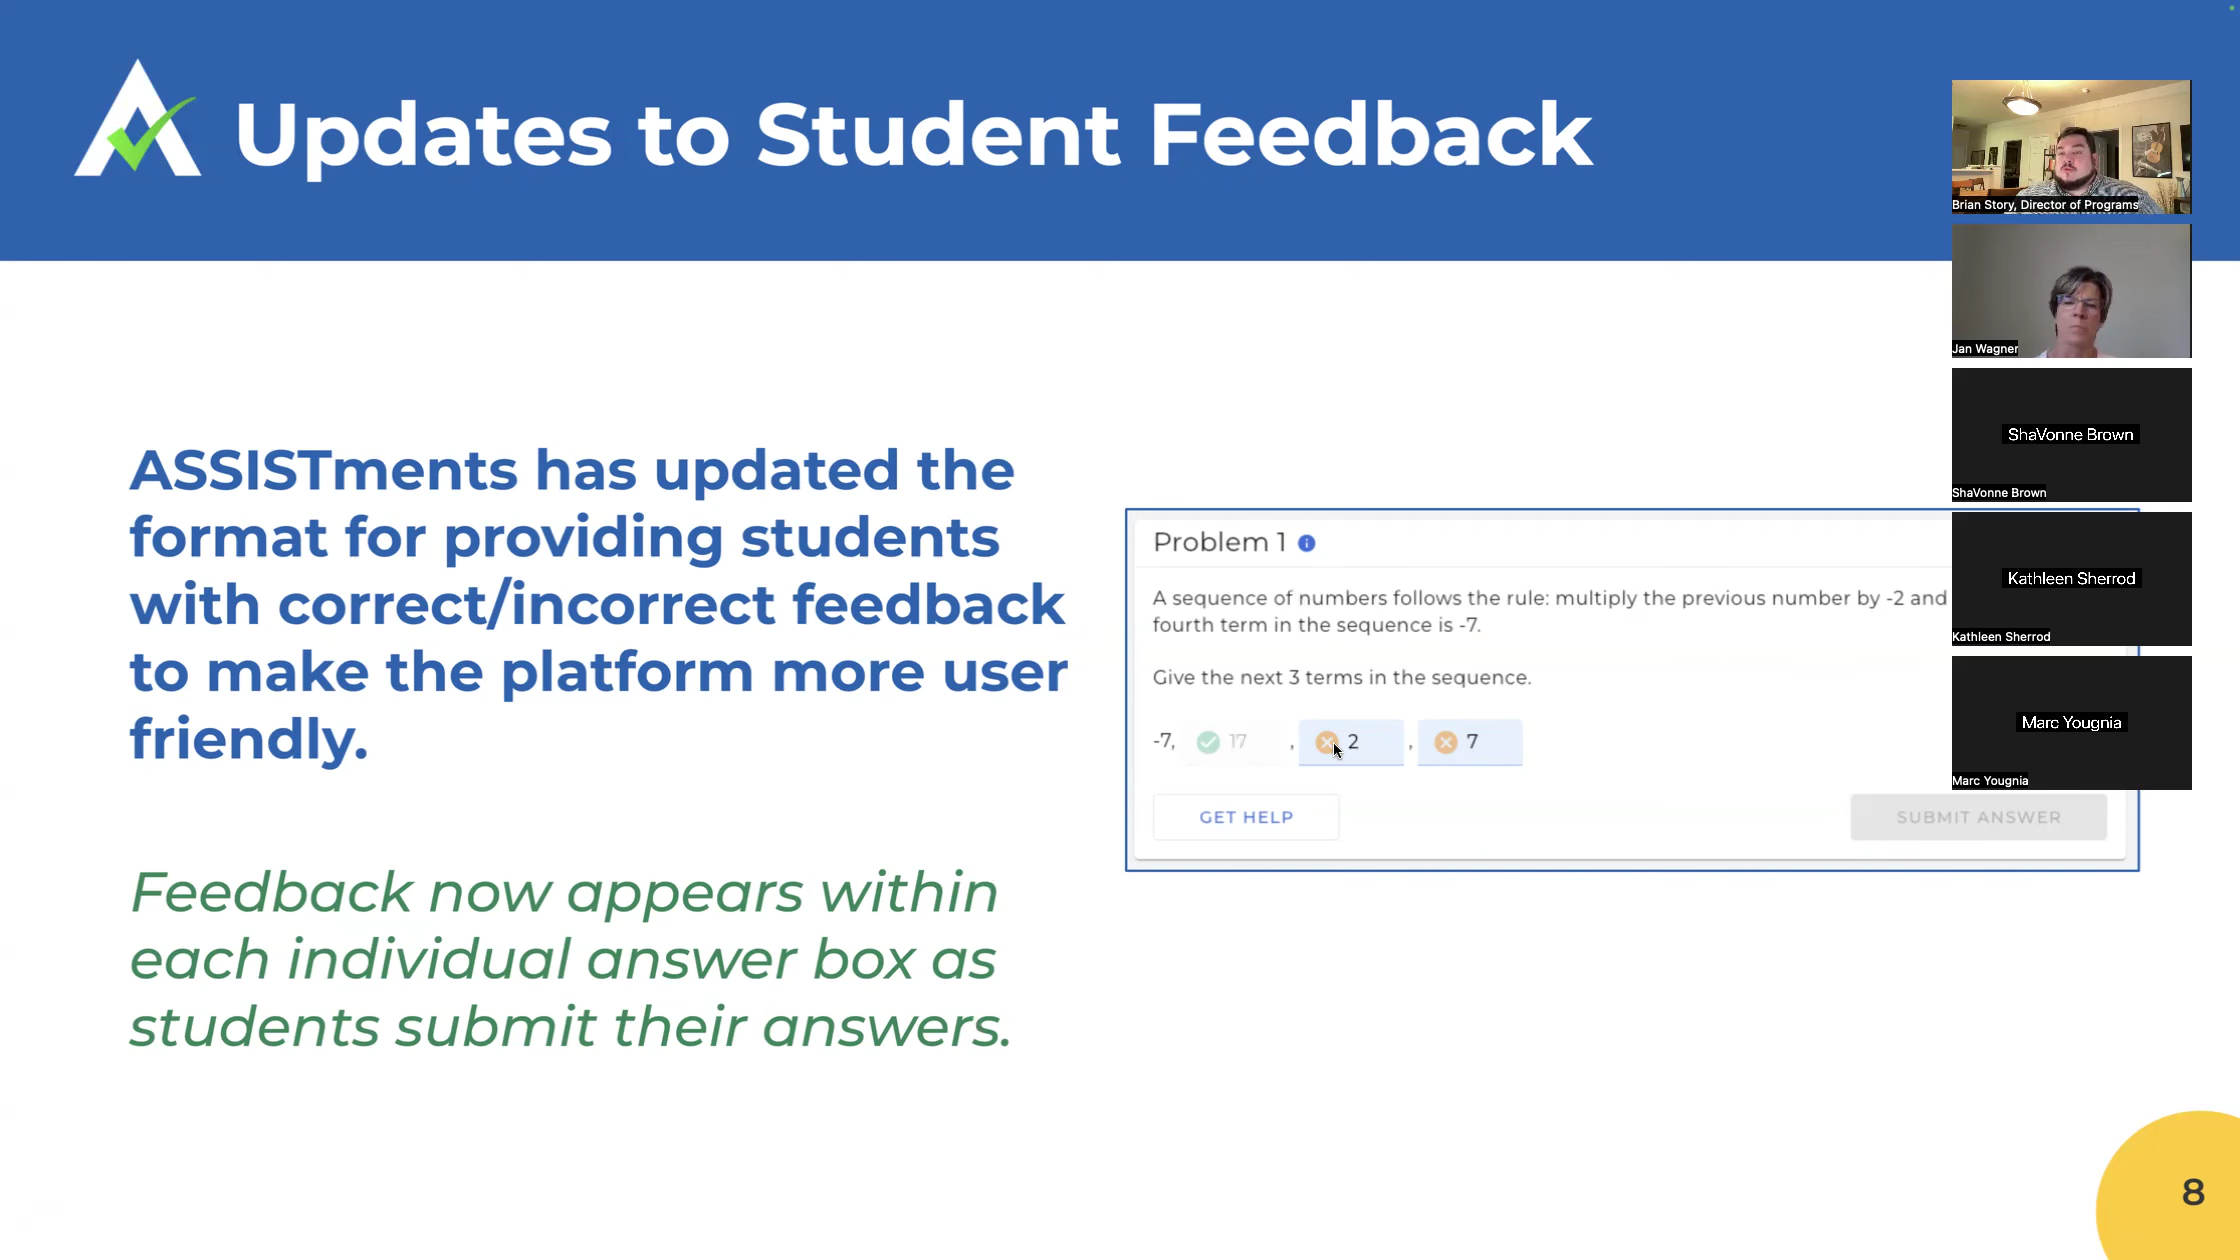 Updates to Student Feedback
ASSISTments has updated the
format for providing students
with correct/incorrect feedback
to make the platform more user
friendly.
Feedback now appears within
each individual answer box as
students submit their answers.
Problem 1
A sequence of numbers follows the rule: multiply the previous number by -2 and
fourth term in the sequence is -7.
Give the next 3 terms in the sequence.
-7, 17 , 2 , 7
GET HELP
SUBMIT ANSWER
Brian Story, Director of Programs
Jan Wagner
ShaVonne Brown
ShaVonne Brown
Kathleen Sherrod
Kathleen Sherrod
Marc Yougnia
Marc Yougnia
8